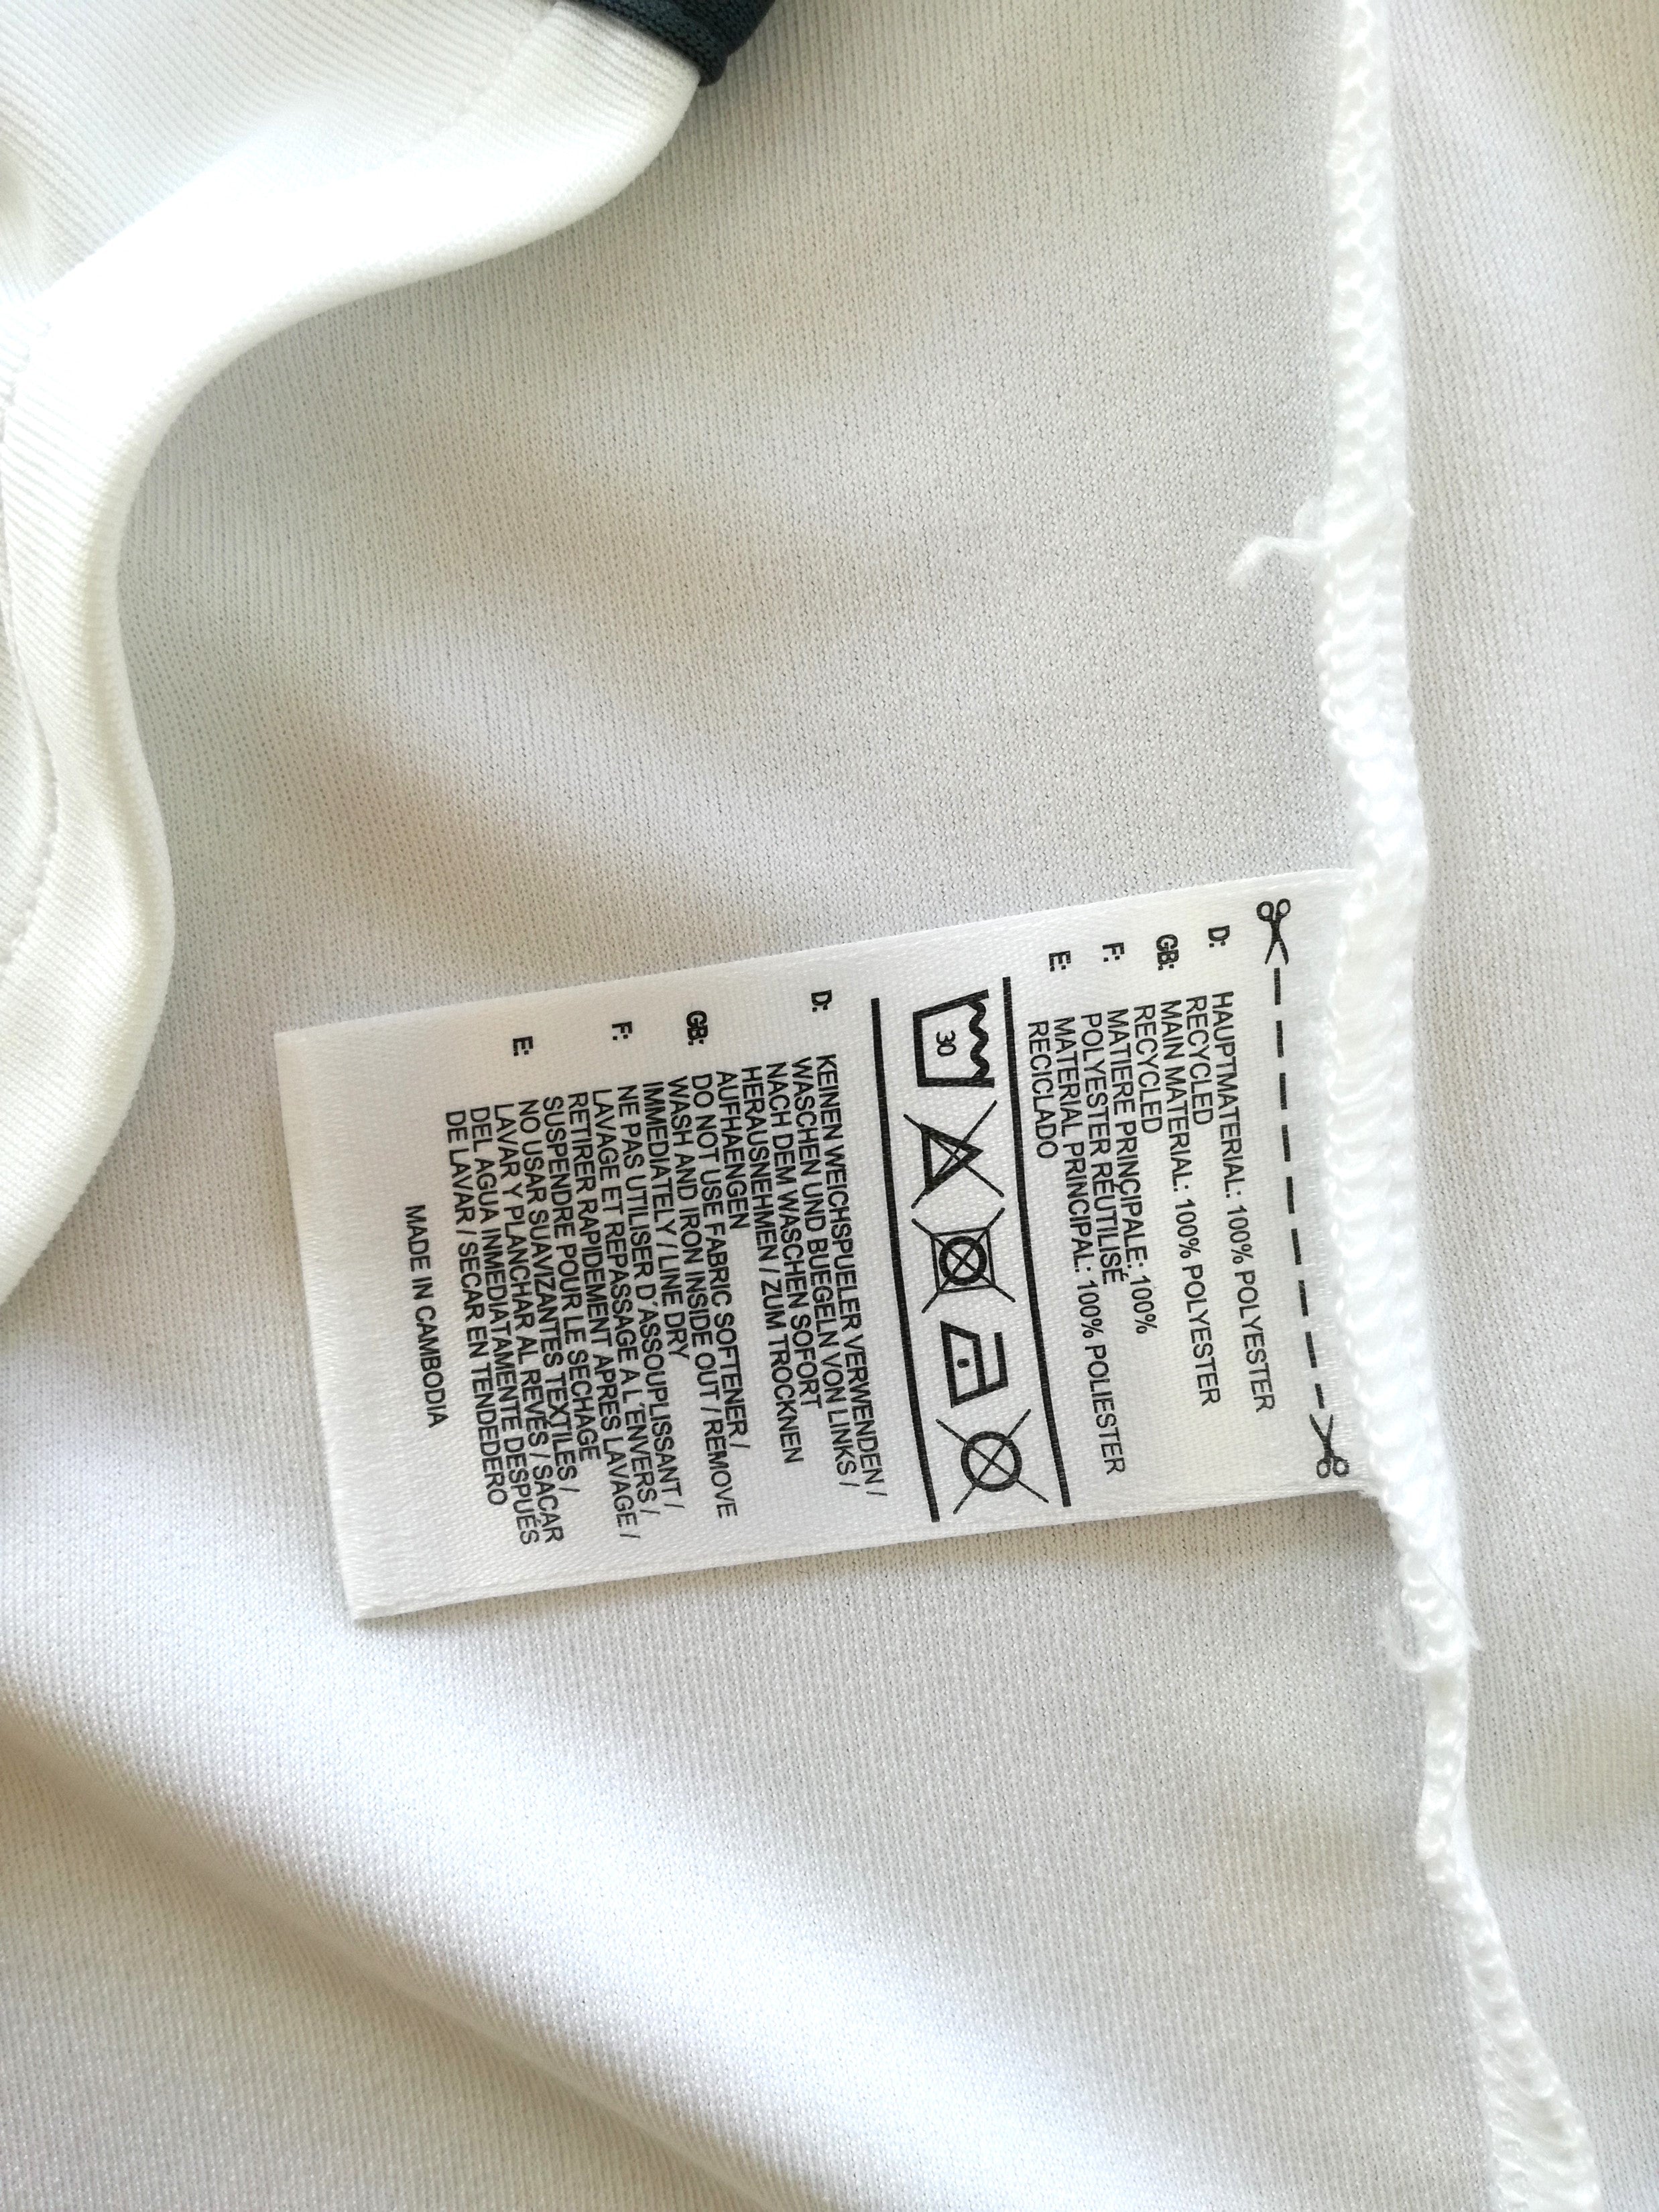 D: HAUPTMATERIAL: 100% POLYESTER
RECYCLED
GB: MAIN MATERIAL: 100% POLYESTER
RECYCLED
F: MATIERE PRINCIPALE: 100%
POLYESTER RÉUTILISÉ
E: MATERIAL PRINCIPAL: 100% POLIESTER
RECICLADO
30
D: KEINEN WEICHSPUELER VERWENDEN /
WASCHEN UND BUEGELN VON LINKS /
NACH DEM WASCHEN SOFORT
HERAUSNEHMEN / ZUM TROCKNEN
AUFHAENGEN
GB: DO NOT USE FABRIC SOFTENER /
WASH AND IRON INSIDE OUT / REMOVE
IMMEDIATELY / LINE DRY
F: NE PAS UTILISER D'ASSOUPLISSANT /
LAVAGE ET REPASSAGE A L'ENVERS /
RETIRER RAPIDEMENT APRES LAVAGE /
SUSPENDRE POUR LE SECHAGE
E: NO USAR SUAVIZANTES TEXTILES /
LAVAR Y PLANCHAR AL REVÉS / SACAR
DEL AGUA INMEDIATAMENTE DESPUÉS
DE LAVAR / SECAR EN TENDEDERO
MADE IN CAMBODIA